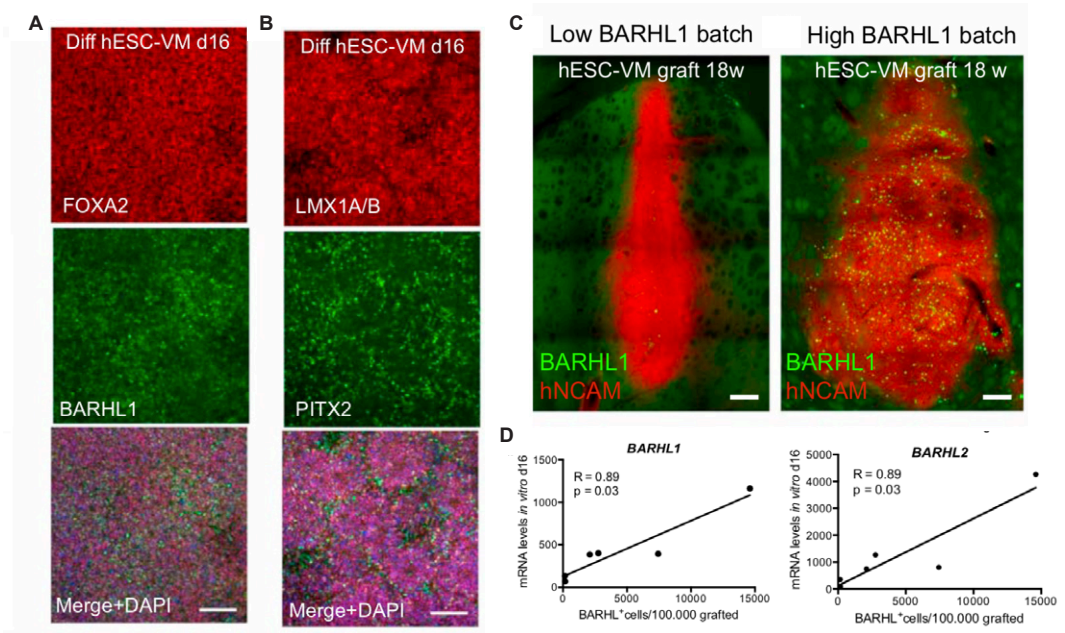 A
Diff hESC-VM d16
FOXA2
BARHL1
Merge+DAPI
B
Diff hESC-VM d16
LMX1A/B
PITX2
Merge+DAPI
C
Low BARHL1 batch
hESC-VM graft 18w
BARHL1
hNCAM
High BARHL1 batch
hESC-VM graft 18 w
BARHL1
hNCAM
D
BARHL1
R = 0.89
p = 0.03
mRNA levels in vitro d16
1500
1000
500
0
0
5000
10000
15000
BARHL+cells/100.000 grafted
BARHL2
R = 0.89
p = 0.03
mRNA levels in vitro d16
5000
4000
3000
2000
1000
0
0
5000
10000
15000
BARHL+cells/100.000 grafted